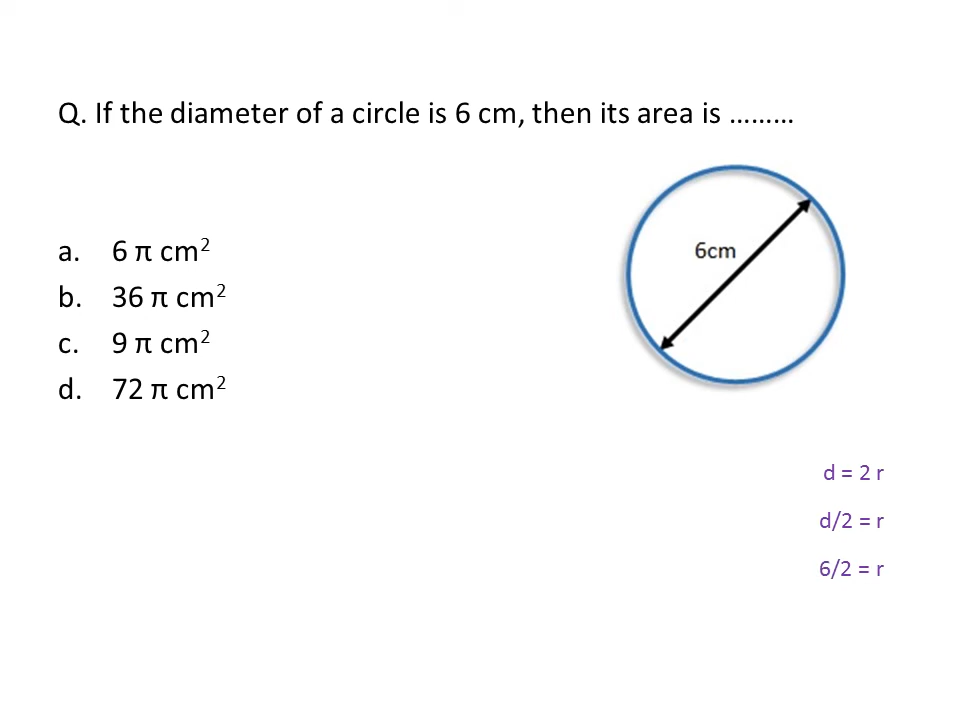 Q. If the diameter of a circle is 6 cm, then its area is ………
6cm
a. 6 π cm²
b. 36 π cm²
c. 9 π cm²
d. 72 π cm²
d = 2 r
d/2 = r
6/2 = r